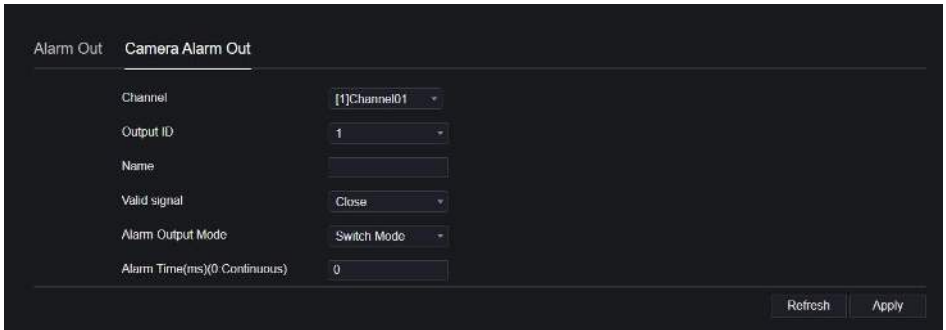 Alarm Out Camera Alarm Out
Channel [1]Channel01
Output ID 1
Name
Valid signal Close
Alarm Output Mode Switch Mode
Alarm Time(ms)(0:Continuous) 0
Refresh Apply